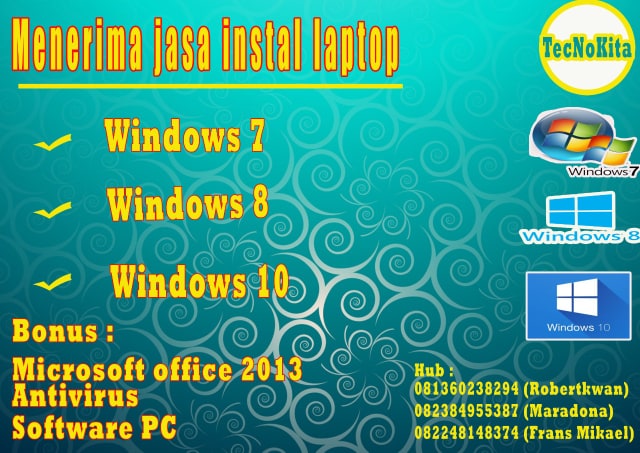 Menerima jasa instal laptop
TecNoKita
Windows 7
Windows 8
Windows 10
Windows 7
Windows 8
Windows 10
Bonus :
Microsoft office 2013
Antivirus
Software PC
Hub :
081360238294 (Robertkwan)
082384955387 (Maradona)
082248148374 (Frans Mikael)